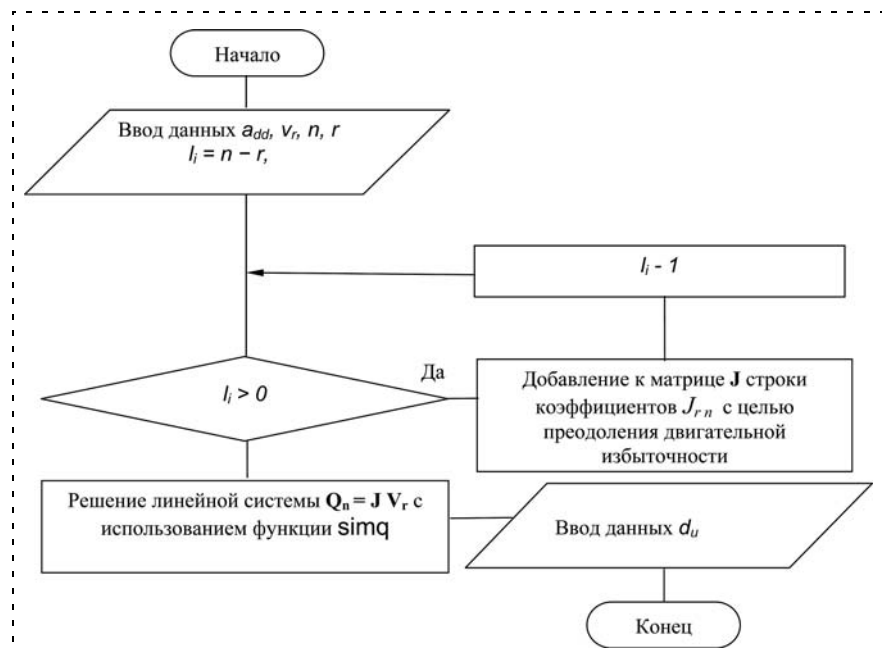 Начало
Ввод данных a_dd, v_r, n, r
l_i = n – r,
l_i - 1
l_i > 0
Да
Добавление к матрице J строки
коэффициентов J_{r n} с целью
преодоления двигательной
избыточности
Решение линейной системы Q_n = J V_r с
использованием функции simq
Ввод данных d_u
Конец